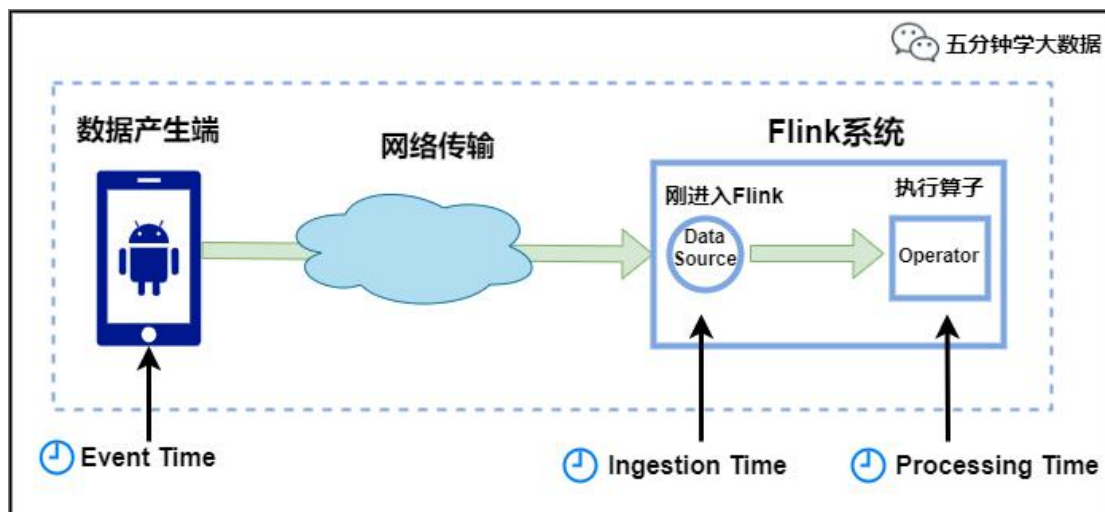 五分钟学大数据
数据产生端
网络传输
Flink系统
刚进入Flink
执行算子
Data
Source
Operator
Event Time
Ingestion Time
Processing Time